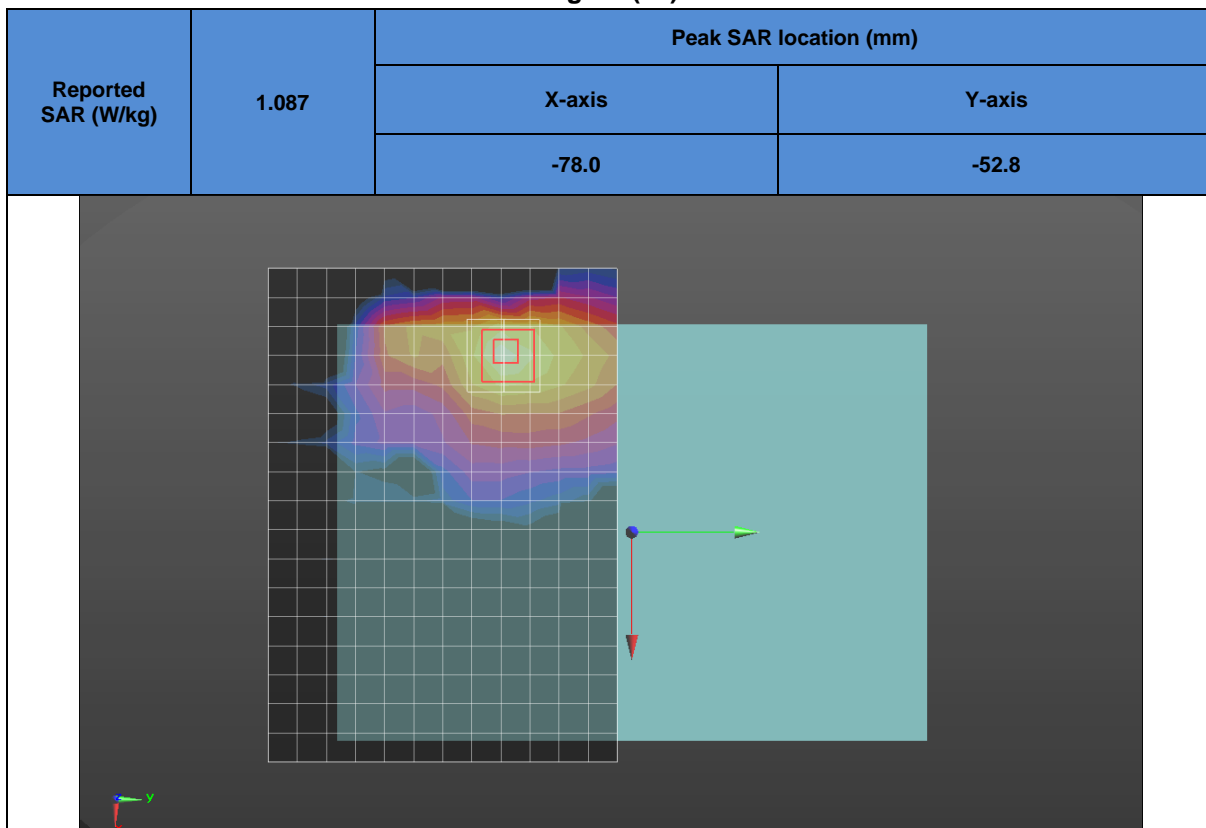 Peak SAR location (mm)
Reported
SAR (W/kg)
1.087
X-axis
Y-axis
-78.0
-52.8
Y